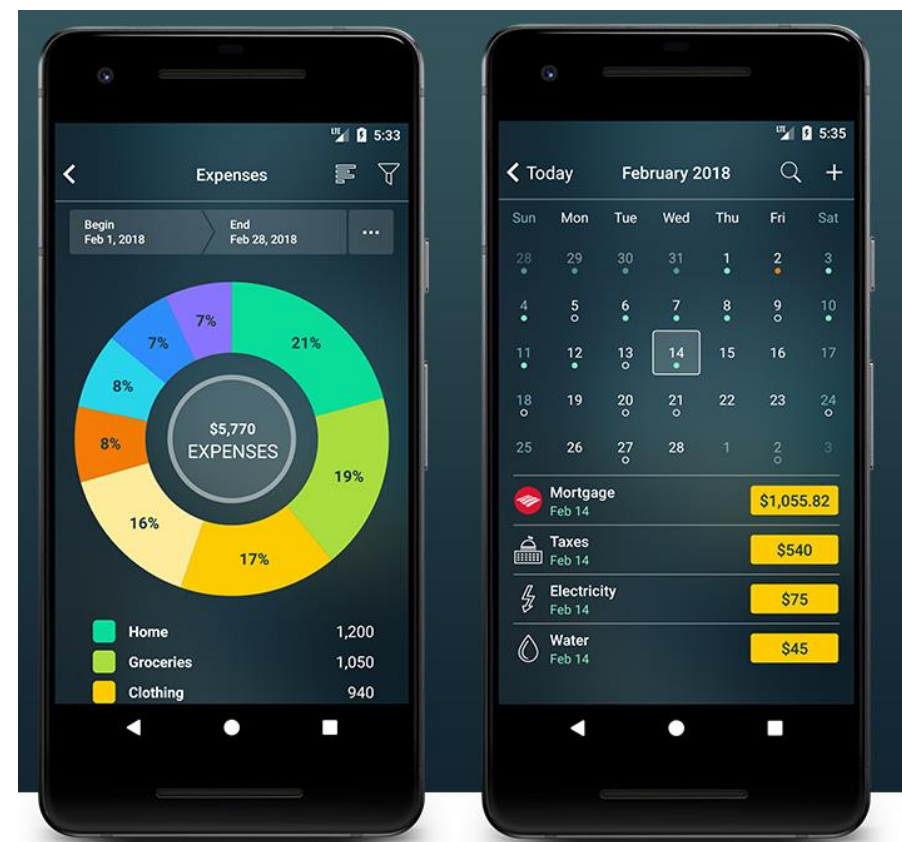 LTE 5:33
Expenses
Begin
Feb 1, 2018
End
Feb 28, 2018
...
7%
21%
7%
8%
8%
19%
16%
17%
$5,770
EXPENSES
Home 1,200
Groceries 1,050
Clothing 940
LTE 5:35
Today February 2018 +
Sun Mon Tue Wed Thu Fri Sat
28 29 30 31 1 2 3
4 5 6 7 8 9 10
11 12 13 14 15 16 17
18 19 20 21 22 23 24
25 26 27 28 1 2 3
Mortgage
Feb 14
$1,055.82
Taxes
Feb 14
$540
Electricity
Feb 14
$75
Water
Feb 14
$45